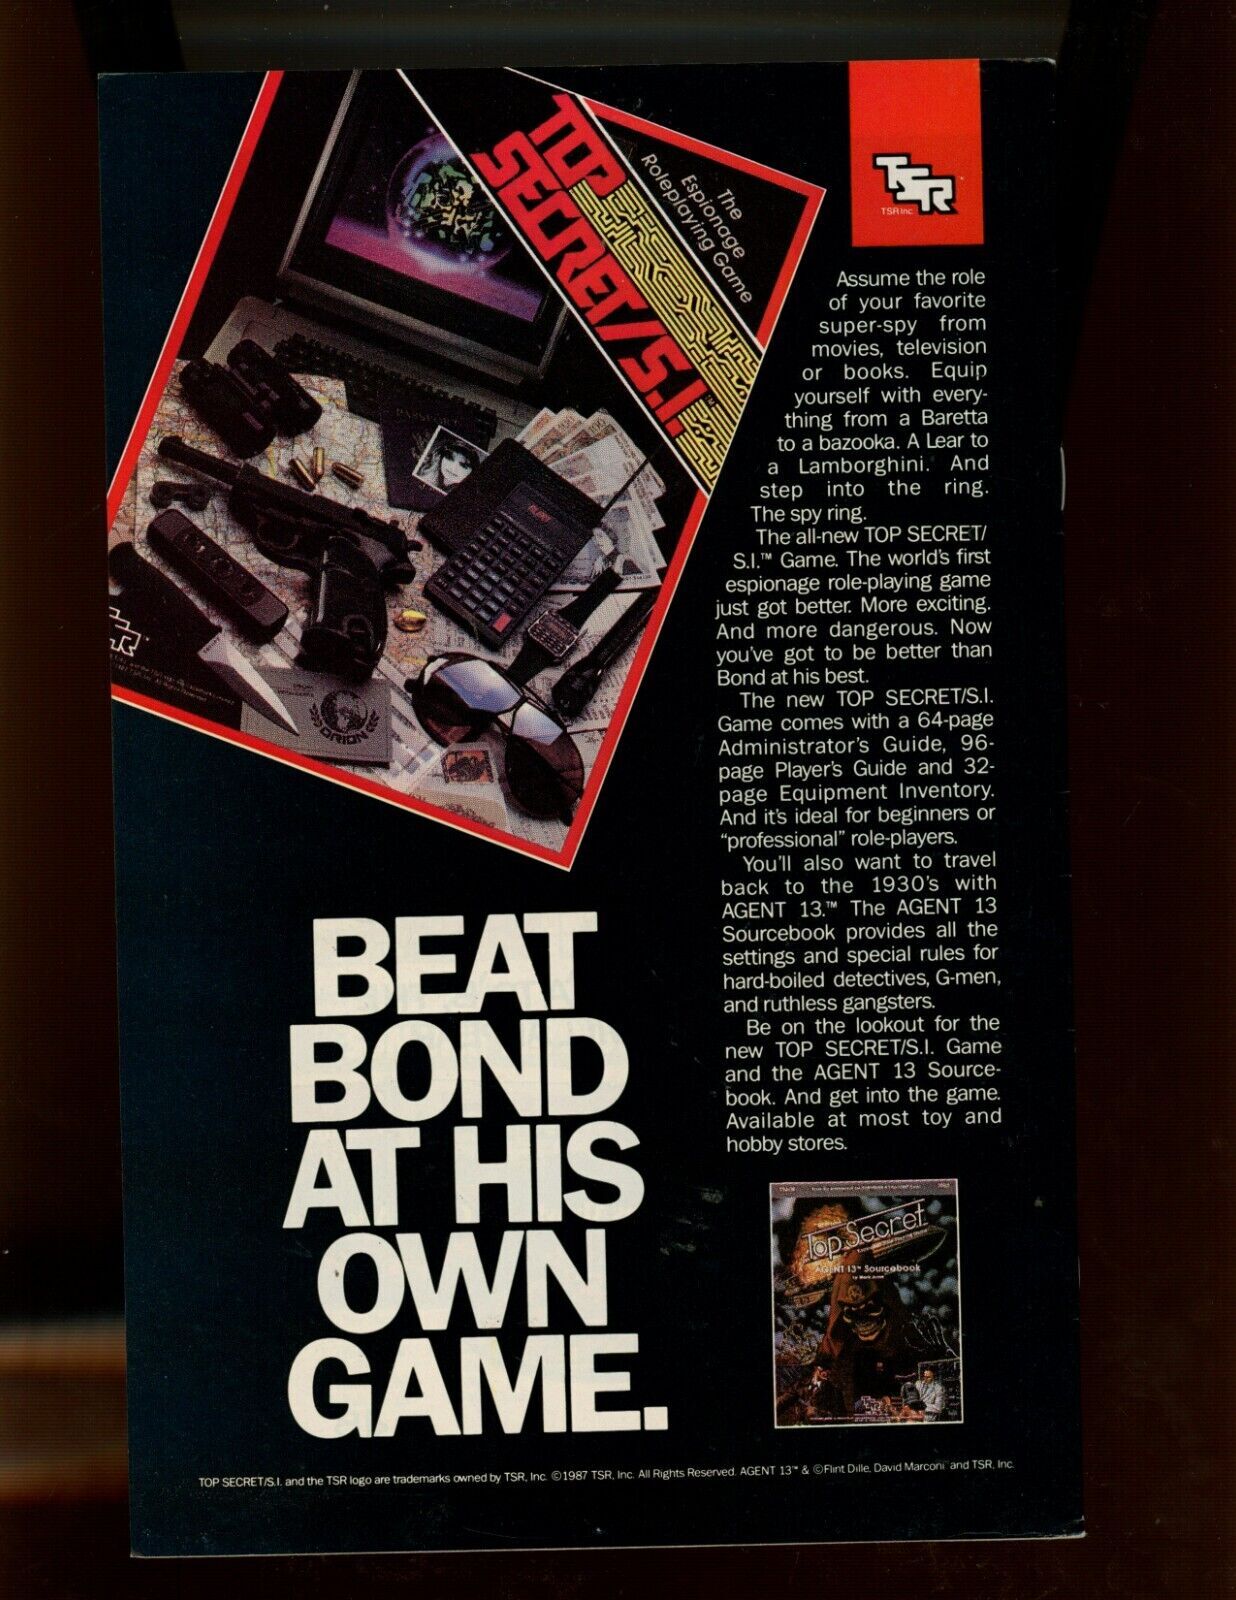 TOP
SECRET/S.I.™
The
Espionage
Roleplaying Game
TSR
TSR Inc.
ORION
Assume the role
of your favorite
super-spy from
movies, television
or books. Equip
yourself with every-
thing from a Baretta
to a bazooka. A Lear to
a Lamborghini. And
step into the ring.
The spy ring.
The all-new TOP SECRET/
S.I.™ Game. The world's first
espionage role-playing game
just got better. More exciting.
And more dangerous. Now
you've got to be better than
Bond at his best.
The new TOP SECRET/S.I.
Game comes with a 64-page
Administrator's Guide, 96-
page Player's Guide and 32-
page Equipment Inventory.
And it's ideal for beginners or
"professional" role-players.
You'll also want to travel
back to the 1930's with
AGENT 13.™ The AGENT 13
Sourcebook provides all the
settings and special rules for
hard-boiled detectives, G-men,
and ruthless gangsters.
Be on the lookout for the
new TOP SECRET/S.I. Game
and the AGENT 13 Source-
book. And get into the game.
Available at most toy and
hobby stores.
BEAT
BOND
AT HIS
OWN
GAME.
Top Secret
AGENT 13™ Sourcebook
TOP SECRET/S.I. and the TSR logo are trademarks owned by TSR, Inc. ©1987 TSR, Inc. All Rights Reserved. AGENT 13™ & ©Flint Dille, David Marconi and TSR, Inc.